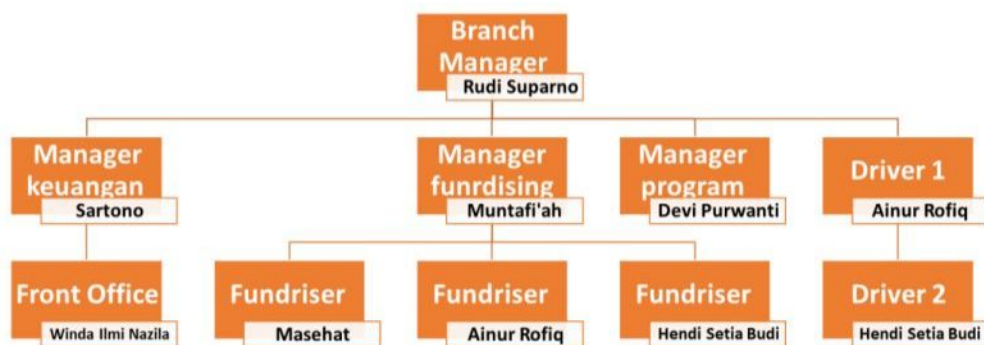 Branch
Manager
Rudi Suparno
Manager
keuangan
Sartono
Manager
funrdising
Muntafi'ah
Manager
program
Devi Purwanti
Driver 1
Ainur Rofiq
Front Office
Winda Ilmi Nazila
Fundriser
Masehat
Fundriser
Ainur Rofiq
Fundriser
Hendi Setia Budi
Driver 2
Hendi Setia Budi